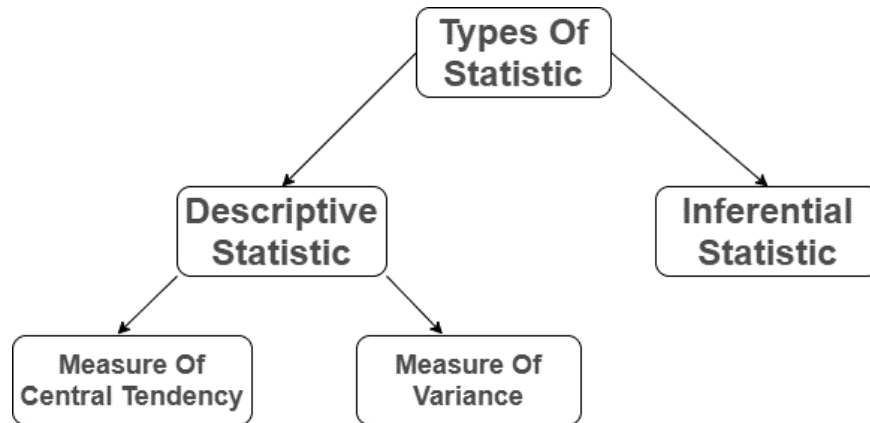 Types Of
Statistic
Descriptive
Statistic
Inferential
Statistic
Measure Of
Central Tendency
Measure Of
Variance